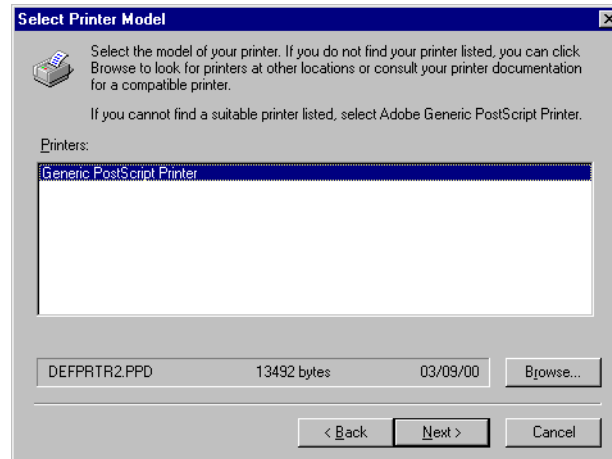 Select Printer Model
Select the model of your printer. If you do not find your printer listed, you can click
Browse to look for printers at other locations or consult your printer documentation
for a compatible printer.
If you cannot find a suitable printer listed, select Adobe Generic PostScript Printer.
Printers:
Generic PostScript Printer
DEFPRTR2.PPD 13492 bytes 03/09/00 Browse...
< Back Next > Cancel